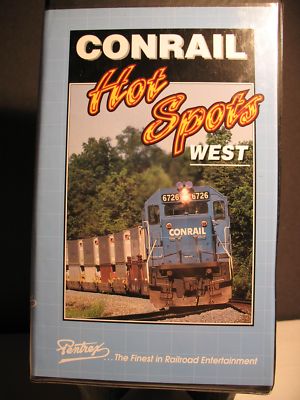 CONRAIL
Hot
Spots
WEST
6726 6726
CONRAIL
Pentrex
...The Finest in Railroad Entertainment